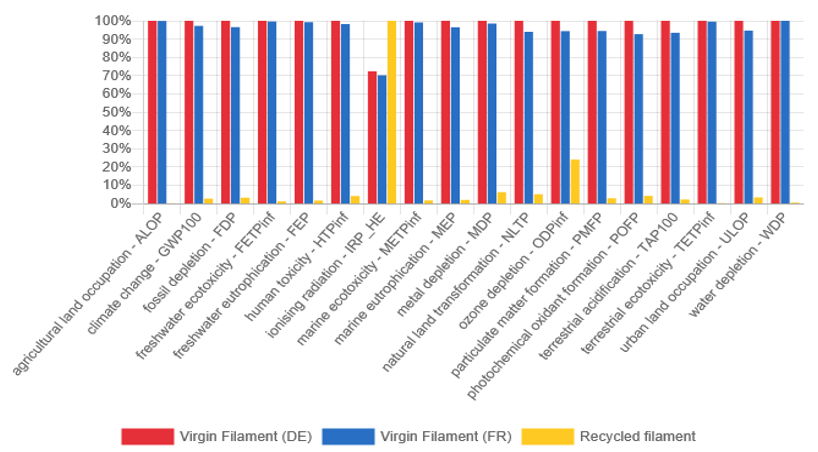 100%
90%
80%
70%
60%
50%
40%
30%
20%
10%
0%
agricultural land occupation - ALOP
climate change - GWP100
fossil depletion - FDP
freshwater ecotoxicity - FETPinf
freshwater eutrophication - FEP
human toxicity - HTPinf
ionising radiation - IRP_HE
marine ecotoxicity - METPinf
marine eutrophication - MEP
metal depletion - MDP
natural land transformation - NLTP
ozone depletion - ODPinf
particulate matter formation - PMFP
photochemical oxidant formation - POFP
terrestrial acidification - TAP100
terrestrial ecotoxicity - TETPinf
urban land occupation - ULOP
water depletion - WDP
Virgin Filament (DE) Virgin Filament (FR) Recycled filament